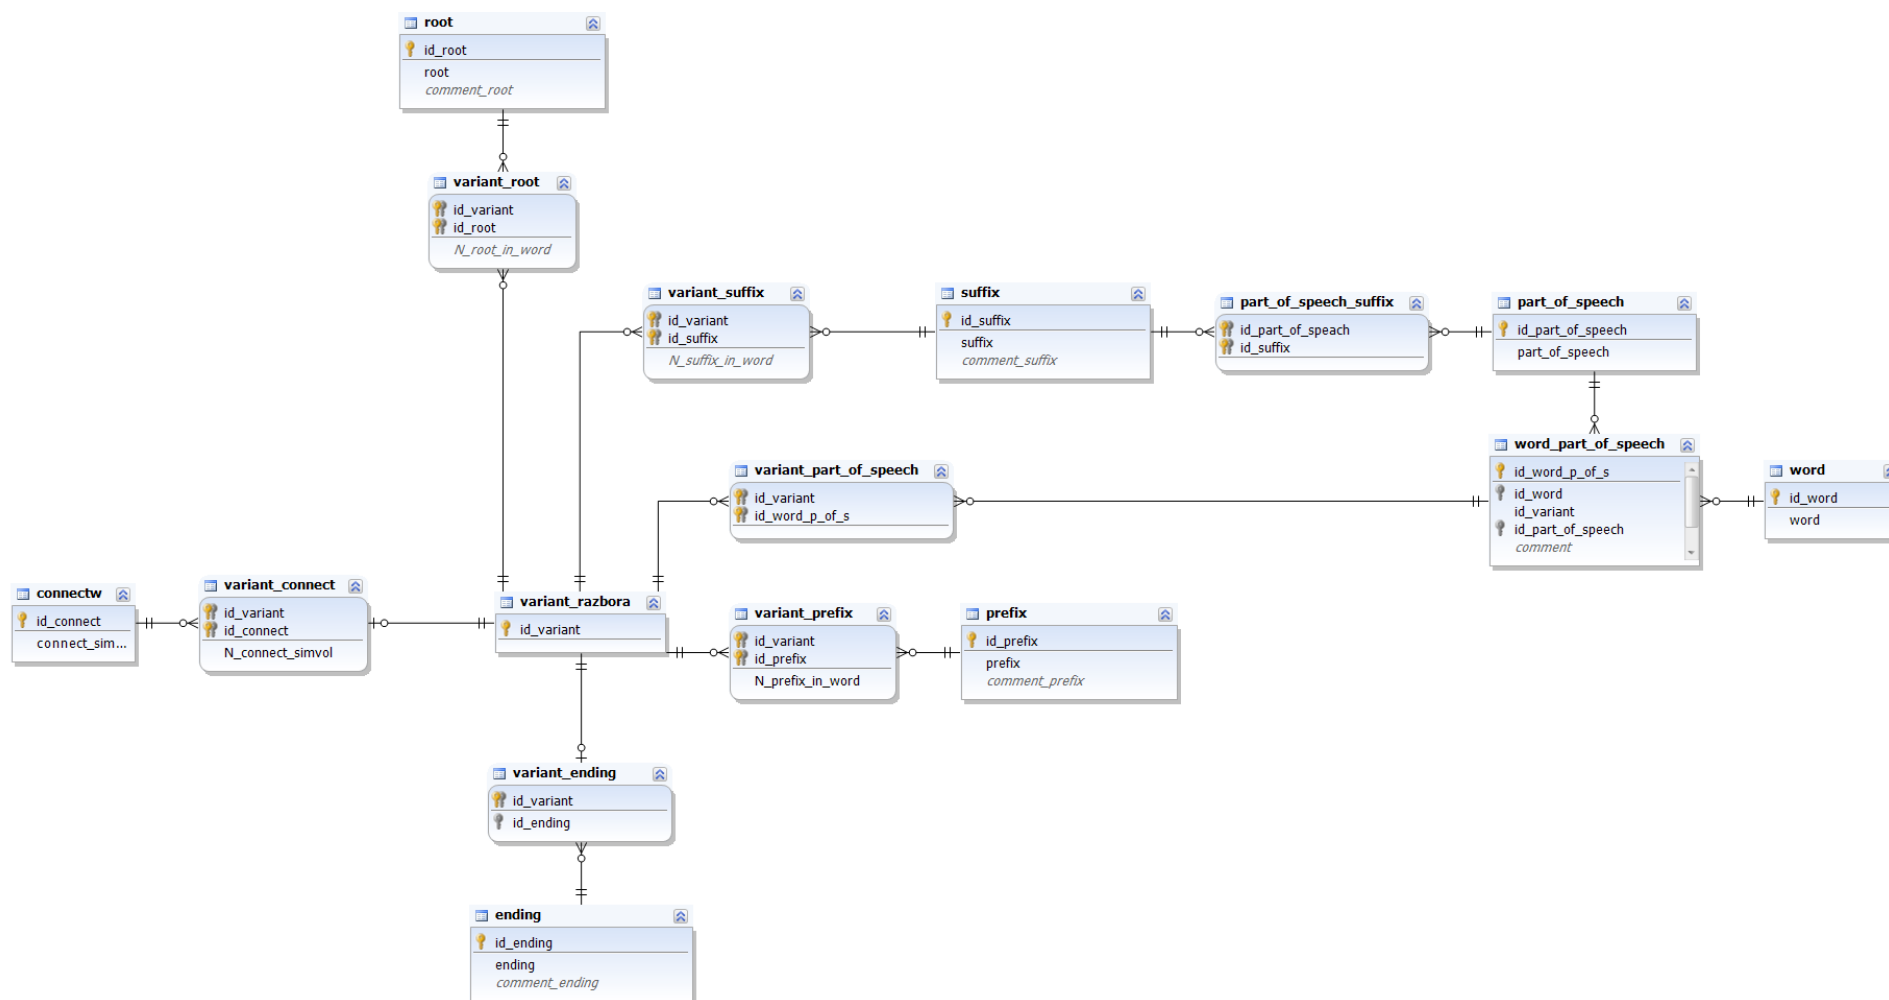 root
id_root
root
comment_root
variant_root
id_variant
id_root
N_root_in_word
variant_suffix
id_variant
id_suffix
N_suffix_in_word
suffix
id_suffix
suffix
comment_suffix
part_of_speech_suffix
id_part_of_speach
id_suffix
part_of_speech
id_part_of_speech
part_of_speech
variant_part_of_speech
id_variant
id_word_p_of_s
word_part_of_speech
id_word_p_of_s
id_word
id_variant
id_part_of_speech
comment
word
id_word
word
connectw
id_connect
connect_sim...
variant_connect
id_variant
id_connect
N_connect_simvol
variant_razbora
id_variant
variant_prefix
id_variant
id_prefix
N_prefix_in_word
prefix
id_prefix
prefix
comment_prefix
variant_ending
id_variant
id_ending
ending
id_ending
ending
comment_ending